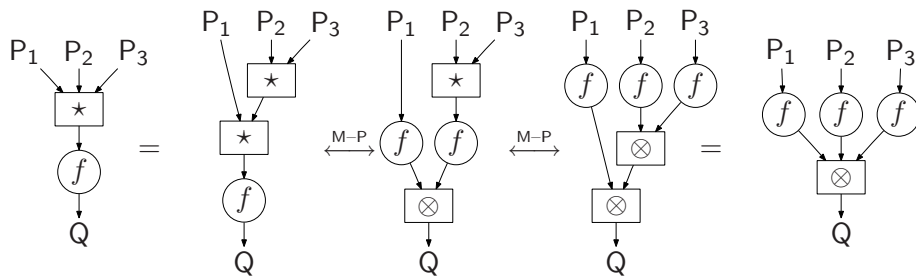 P₁ P₂ P₃ P₁ P₂ P₃ P₁ P₂ P₃ P₁ P₂ P₃ P₁ P₂ P₃
⋆ ⋆ ⋆ f f f f f f
⋆ f f ⊗ ⊗
= M–P M–P =
f f ⊗ ⊗
Q Q Q Q Q